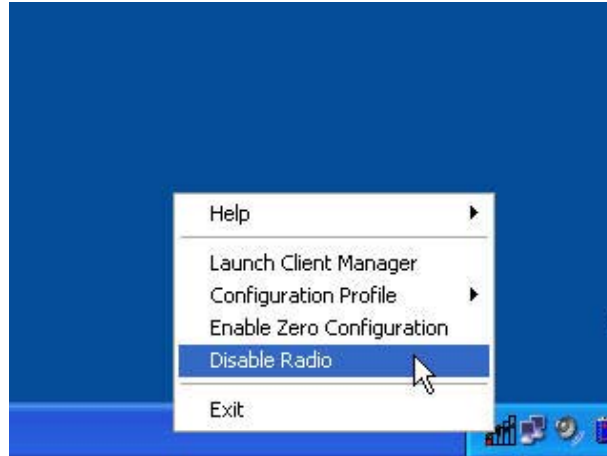 Help
Launch Client Manager
Configuration Profile
Enable Zero Configuration
Disable Radio
Exit